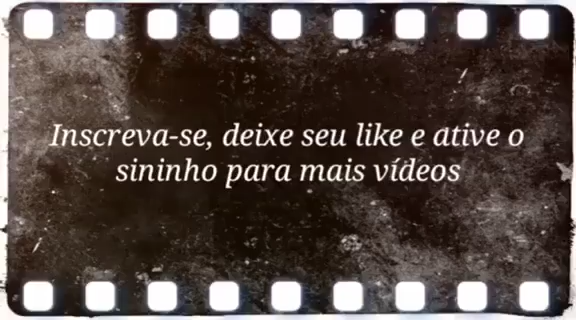 Inscreva-se, deixe seu like e ative o
sininho para mais vídeos